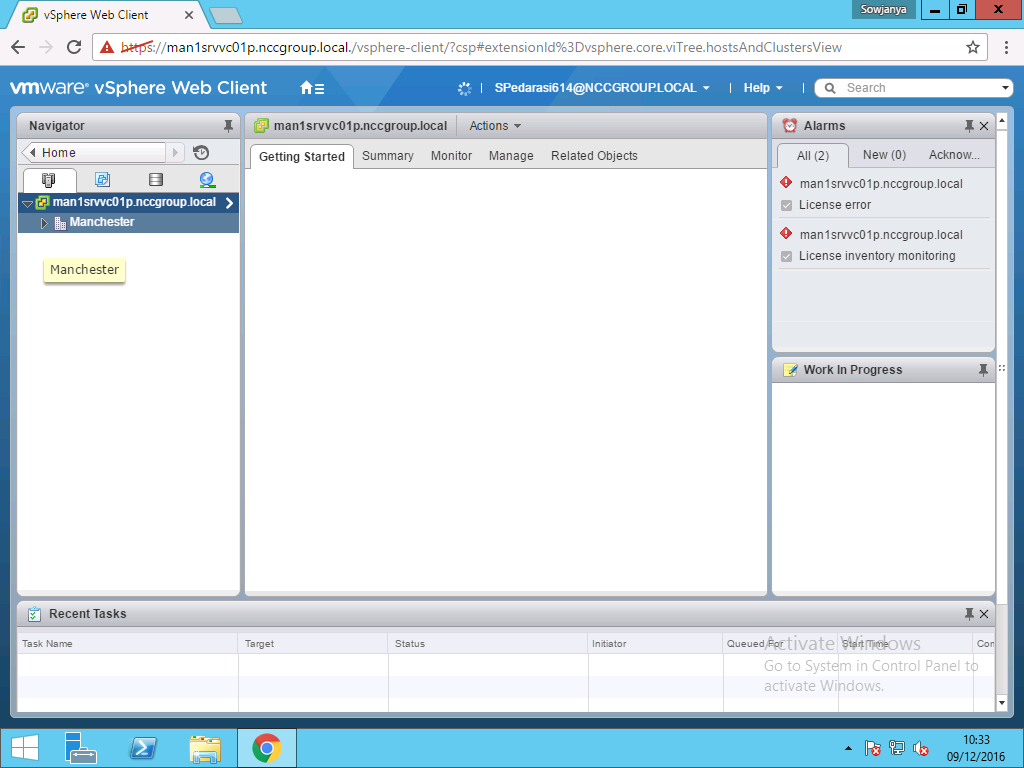 vSphere Web Client
Sowjanya
https://man1srvvc01p.nccgroup.local./vsphere-client/?csp#extensionId%3Dvsphere.core.viTree.hostsAndClustersView
vmware® vSphere Web Client
SPedarasi614@NCCGROUP.LOCAL
Help
Search
Navigator
Home
man1srvvc01p.nccgroup.local
Manchester
Manchester
man1srvvc01p.nccgroup.local
Actions
Getting Started
Summary
Monitor
Manage
Related Objects
Alarms
All (2)
New (0)
Acknow...
man1srvvc01p.nccgroup.local
License error
man1srvvc01p.nccgroup.local
License inventory monitoring
Work In Progress
Recent Tasks
Task Name
Target
Status
Initiator
Queued For
Start Time
Com
Activate Windows
Go to System in Control Panel to
activate Windows.
10:33
09/12/2016